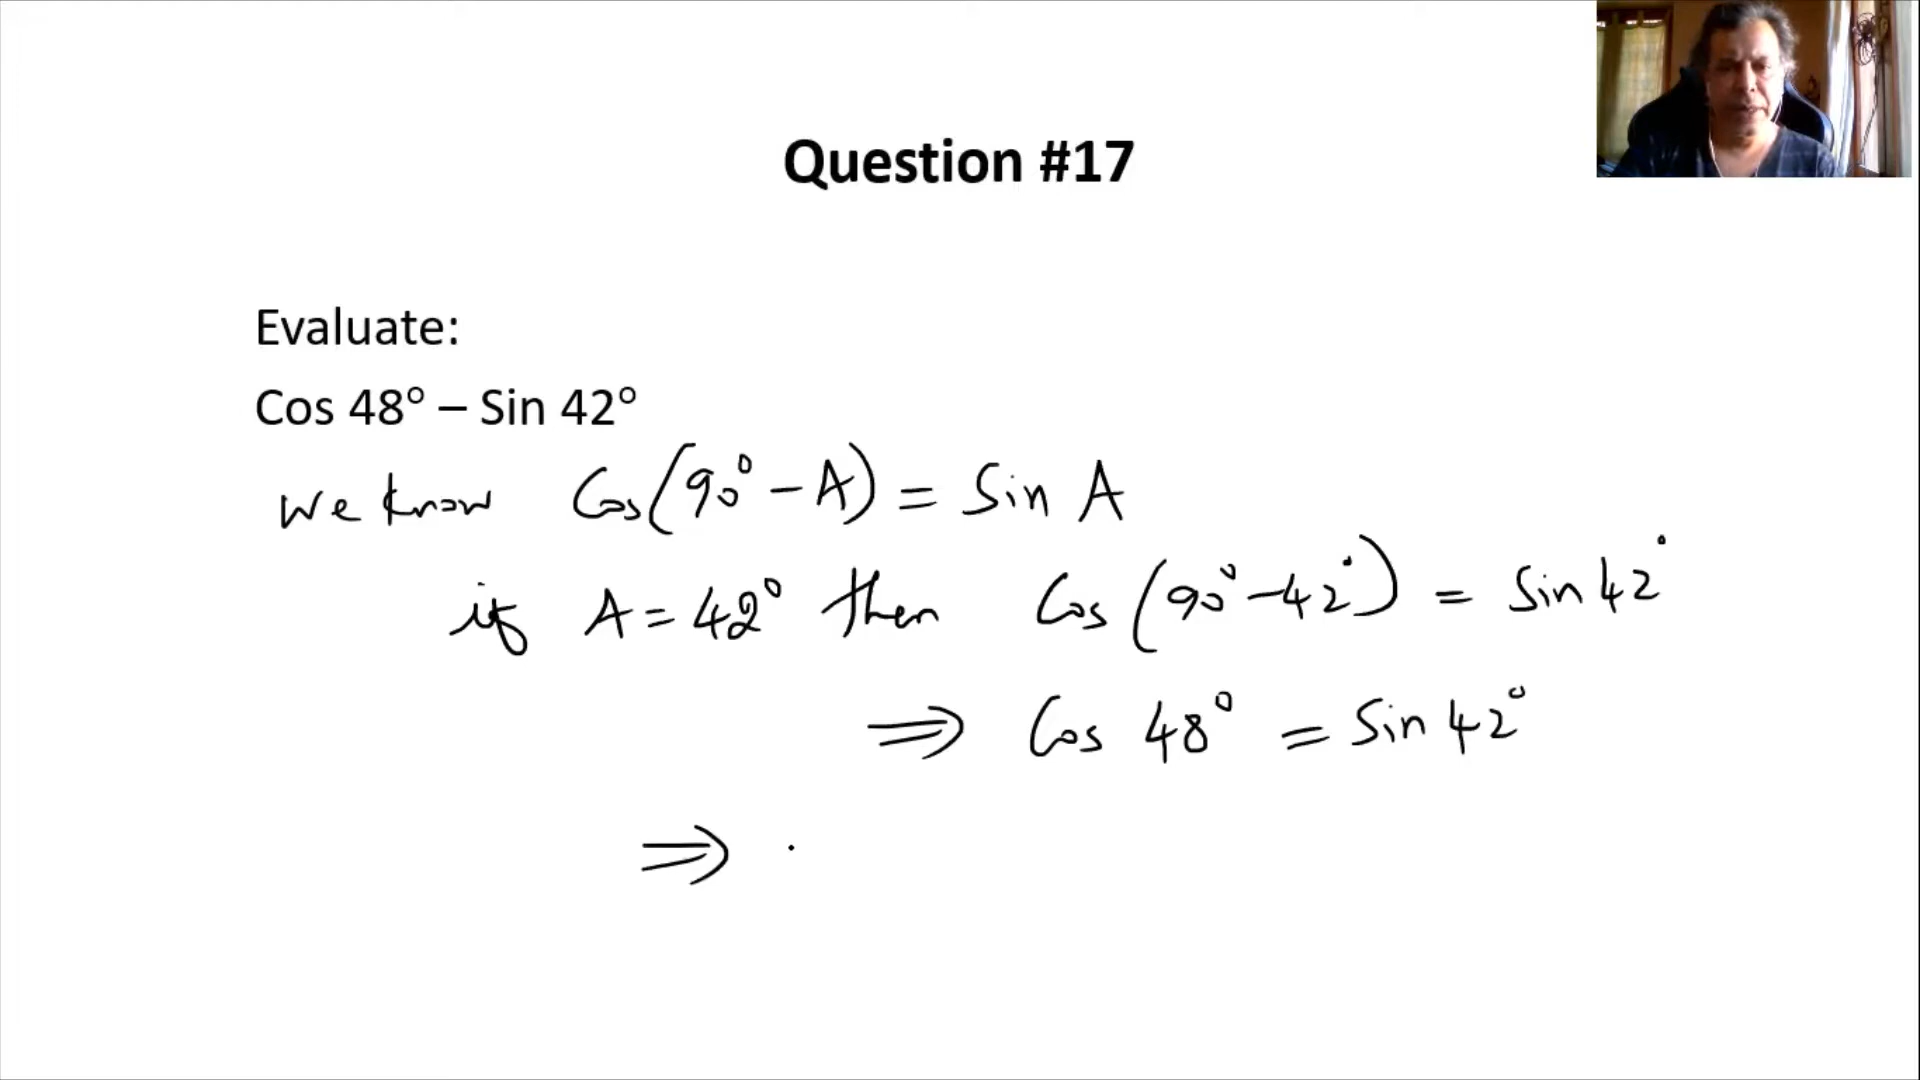 Question #17
Evaluate:
Cos 48° – Sin 42°
We know Cos(90° - A) = Sin A
if A = 42° then Cos (90° - 42°) = Sin 42°
⇒ Cos 48° = Sin 42°
⇒ .